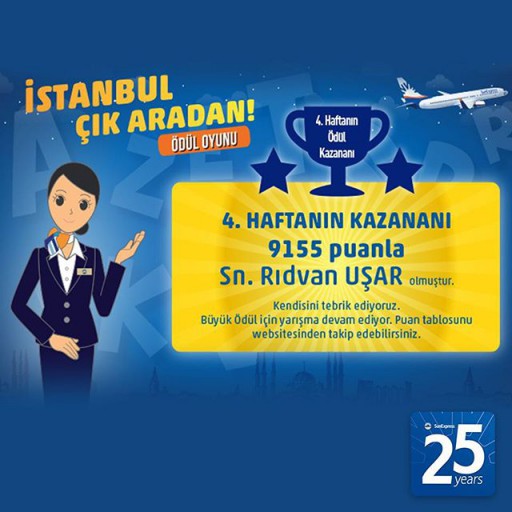 İSTANBUL
ÇIK ARADAN!
ÖDÜL OYUNU
4. Haftanın
Ödül
Kazananı
4. HAFTANIN KAZANANI
9155 puanla
Sn. Rıdvan UŞAR olmuştur.
Kendisini tebrik ediyoruz.
Büyük Ödül için yarışma devam ediyor. Puan tablosunu
websitesinden takip edebilirsiniz.
SunExpress
25
years